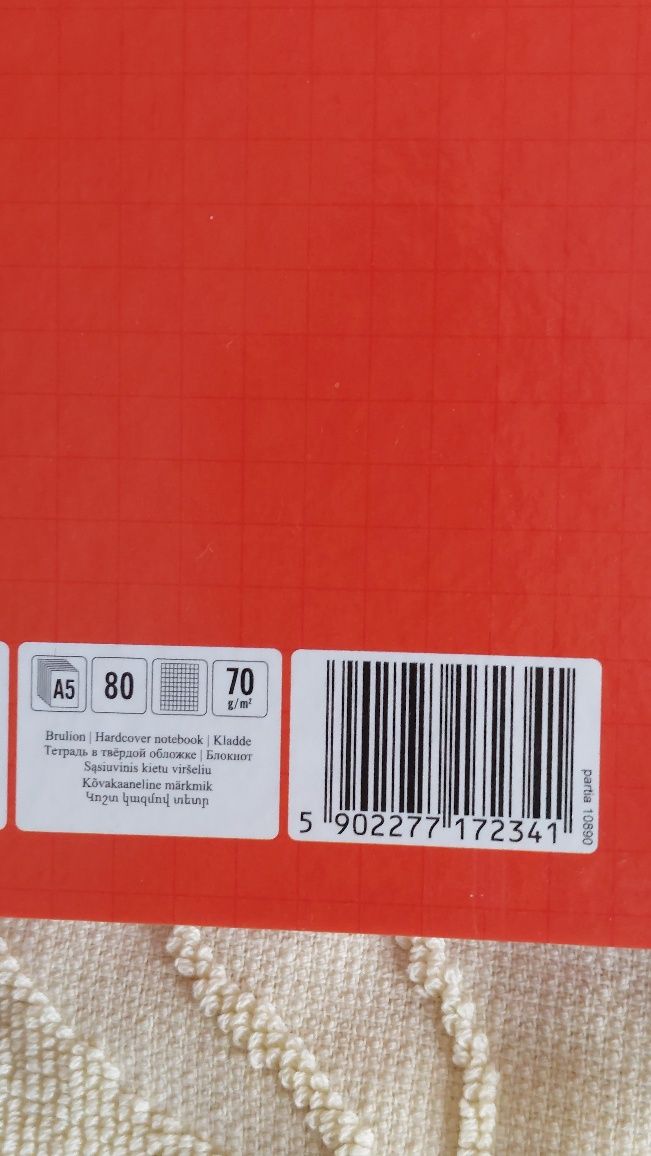 A5
80
70
g/m²
Brulion | Hardcover notebook | Kladde
Тетрадь в твёрдой обложке | Блокнот
Sąsiuvinis kietu viršeliu
Kõvakaaneline märkmik
Կոշտ կազմով տետր
5 902277 172341
partia 10890